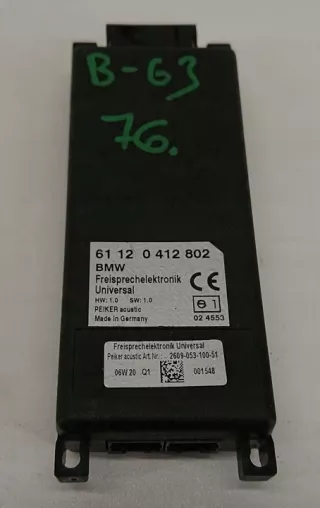 B-63
76.
61 12 0 412 802
BMW
Freisprechelektronik
Universal
HW: 1.0 SW: 1.0
PEIKER acustic
Made in Germany
CE
e1
02 4553
Freisprechelektronik Universal
Peiker acustic Art. Nr.: 2609-053-100-51
06W20 Q1 001548